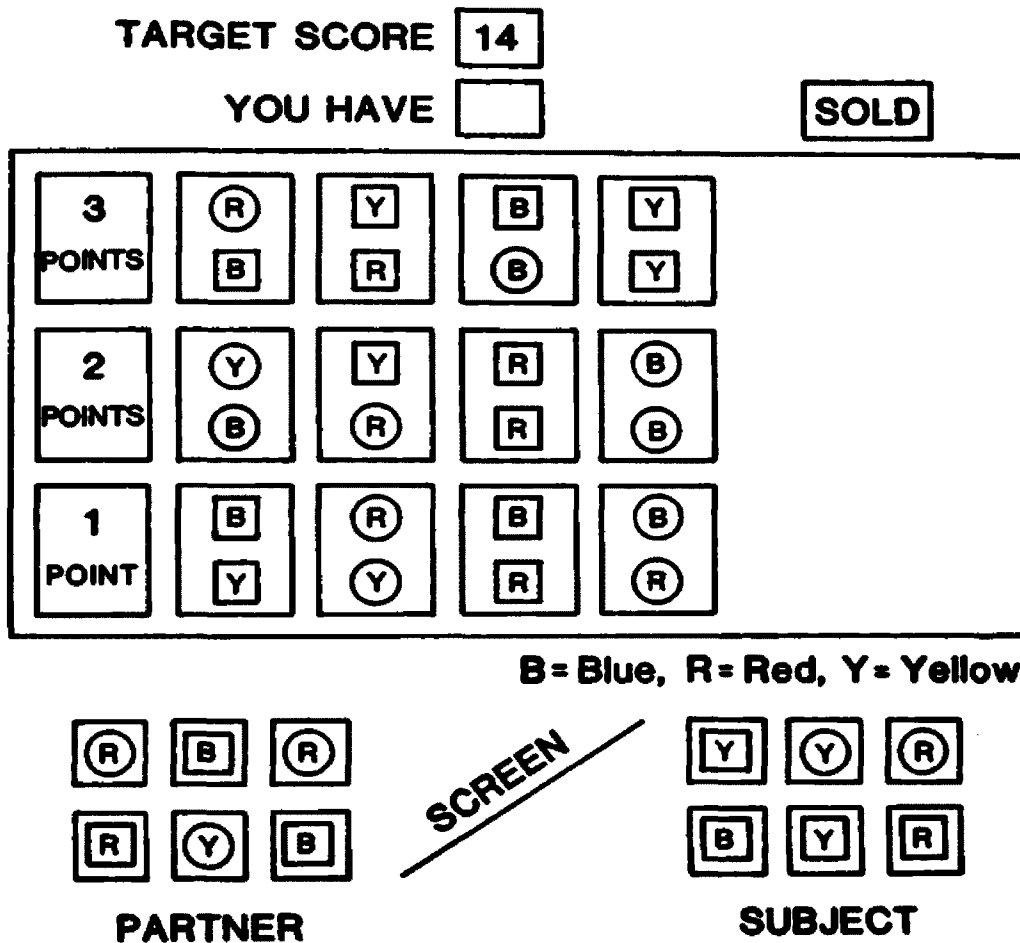 TARGET SCORE 14
YOU HAVE
SOLD
3 R Y B Y
POINTS B R B Y
2 Y Y R B
POINTS B R R B
1 B R B B
POINT Y Y R R
B = Blue, R = Red, Y = Yellow
R B R Y Y R
SCREEN
R Y B B Y R
PARTNER SUBJECT